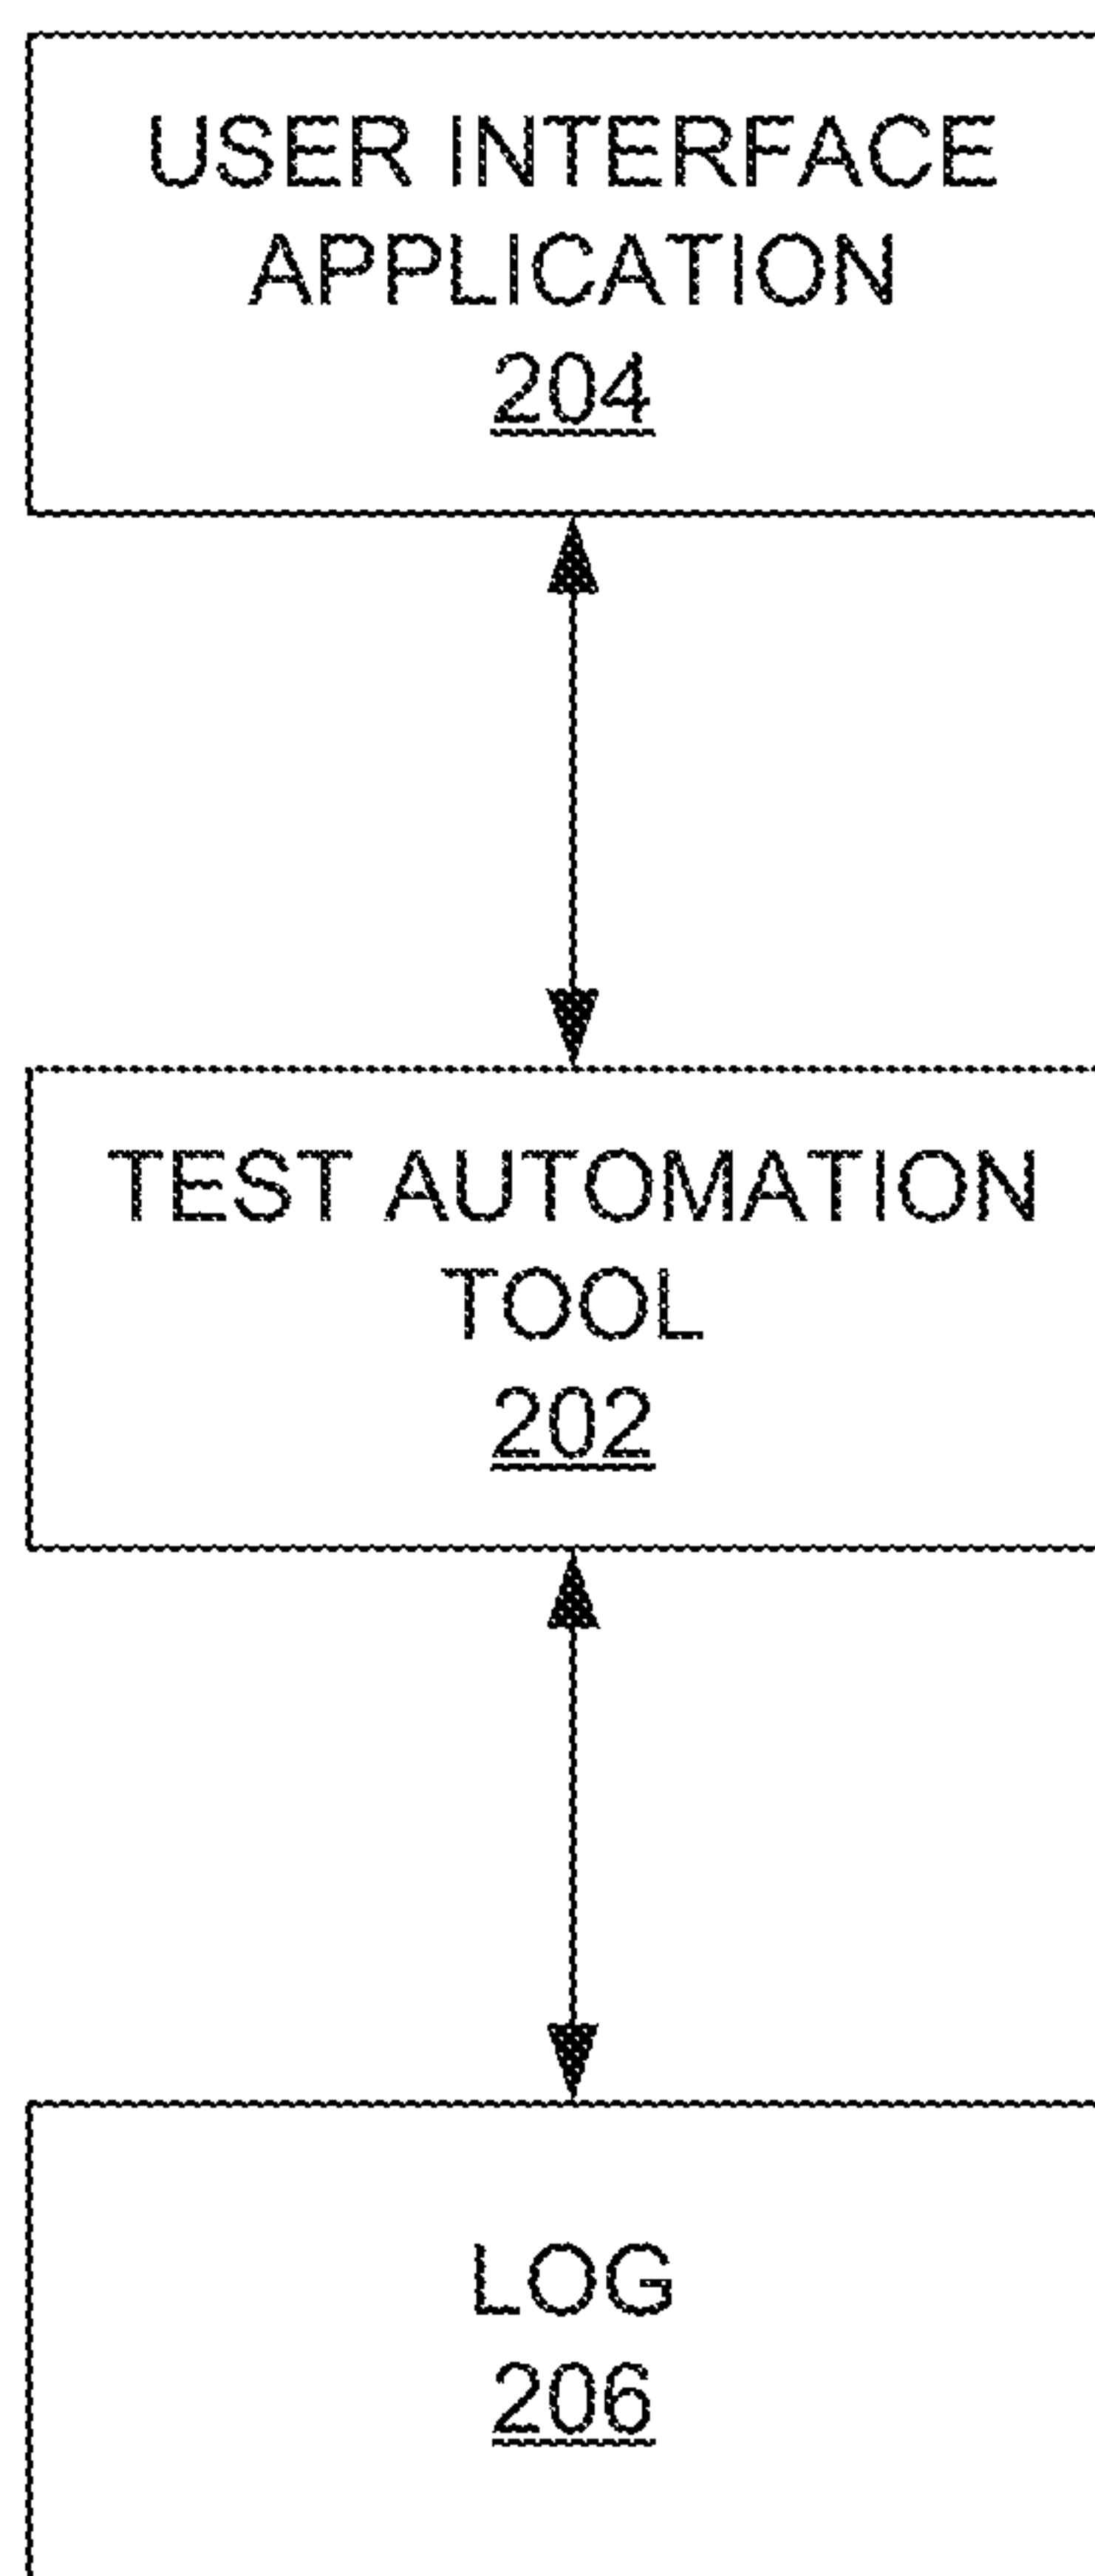 USER INTERFACE
APPLICATION
204
TEST AUTOMATION
TOOL
202
LOG
206